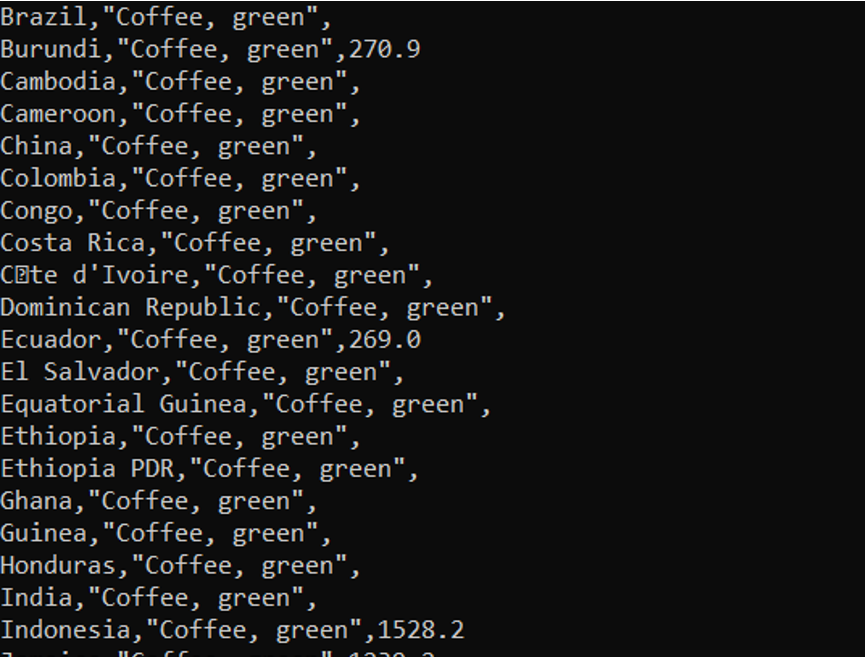 Brazil,"Coffee, green",
Burundi,"Coffee, green",270.9
Cambodia,"Coffee, green",
Cameroon,"Coffee, green",
China,"Coffee, green",
Colombia,"Coffee, green",
Congo,"Coffee, green",
Costa Rica,"Coffee, green",
C�te d'Ivoire,"Coffee, green",
Dominican Republic,"Coffee, green",
Ecuador,"Coffee, green",269.0
El Salvador,"Coffee, green",
Equatorial Guinea,"Coffee, green",
Ethiopia,"Coffee, green",
Ethiopia PDR,"Coffee, green",
Ghana,"Coffee, green",
Guinea,"Coffee, green",
Honduras,"Coffee, green",
India,"Coffee, green",
Indonesia,"Coffee, green",1528.2